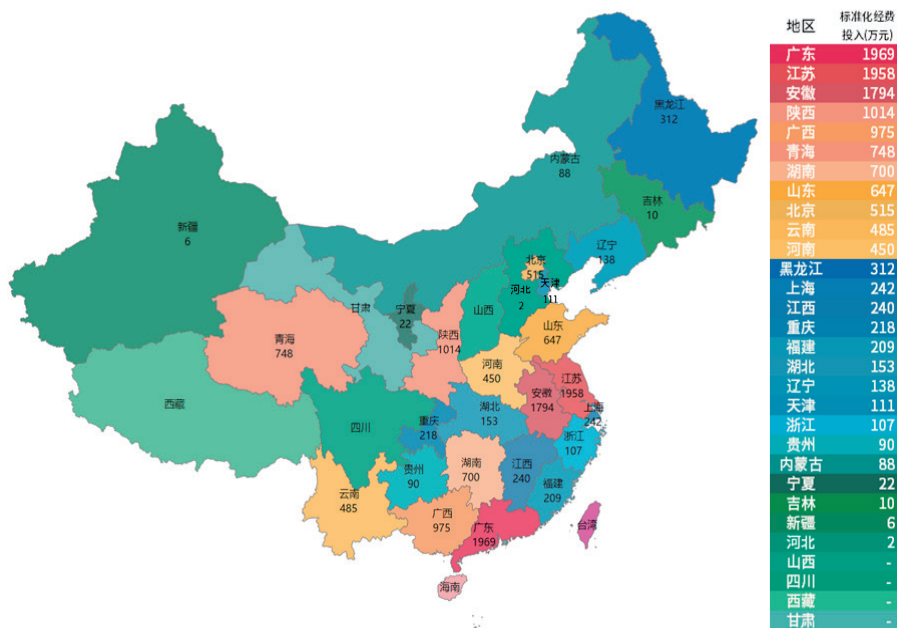 黑龙江
312
内蒙古
88
吉林
10
新疆
6
辽宁
138
北京
515
天津
111
河北
2
甘肃
宁夏
22
山西
陕西
1014
山东
647
青海
748
河南
450
江苏
1958
安徽
1794
西藏
湖北
153
上海
242
四川
重庆
218
浙江
107
湖南
700
江西
240
贵州
90
福建
209
云南
485
广西
975
广东
1969
台湾
海南
地区 标准化经费投入(万元)
广东 1969
江苏 1958
安徽 1794
陕西 1014
广西 975
青海 748
湖南 700
山东 647
北京 515
云南 485
河南 450
黑龙江 312
上海 242
江西 240
重庆 218
福建 209
湖北 153
辽宁 138
天津 111
浙江 107
贵州 90
内蒙古 88
宁夏 22
吉林 10
新疆 6
河北 2
山西 -
四川 -
西藏 -
甘肃 -